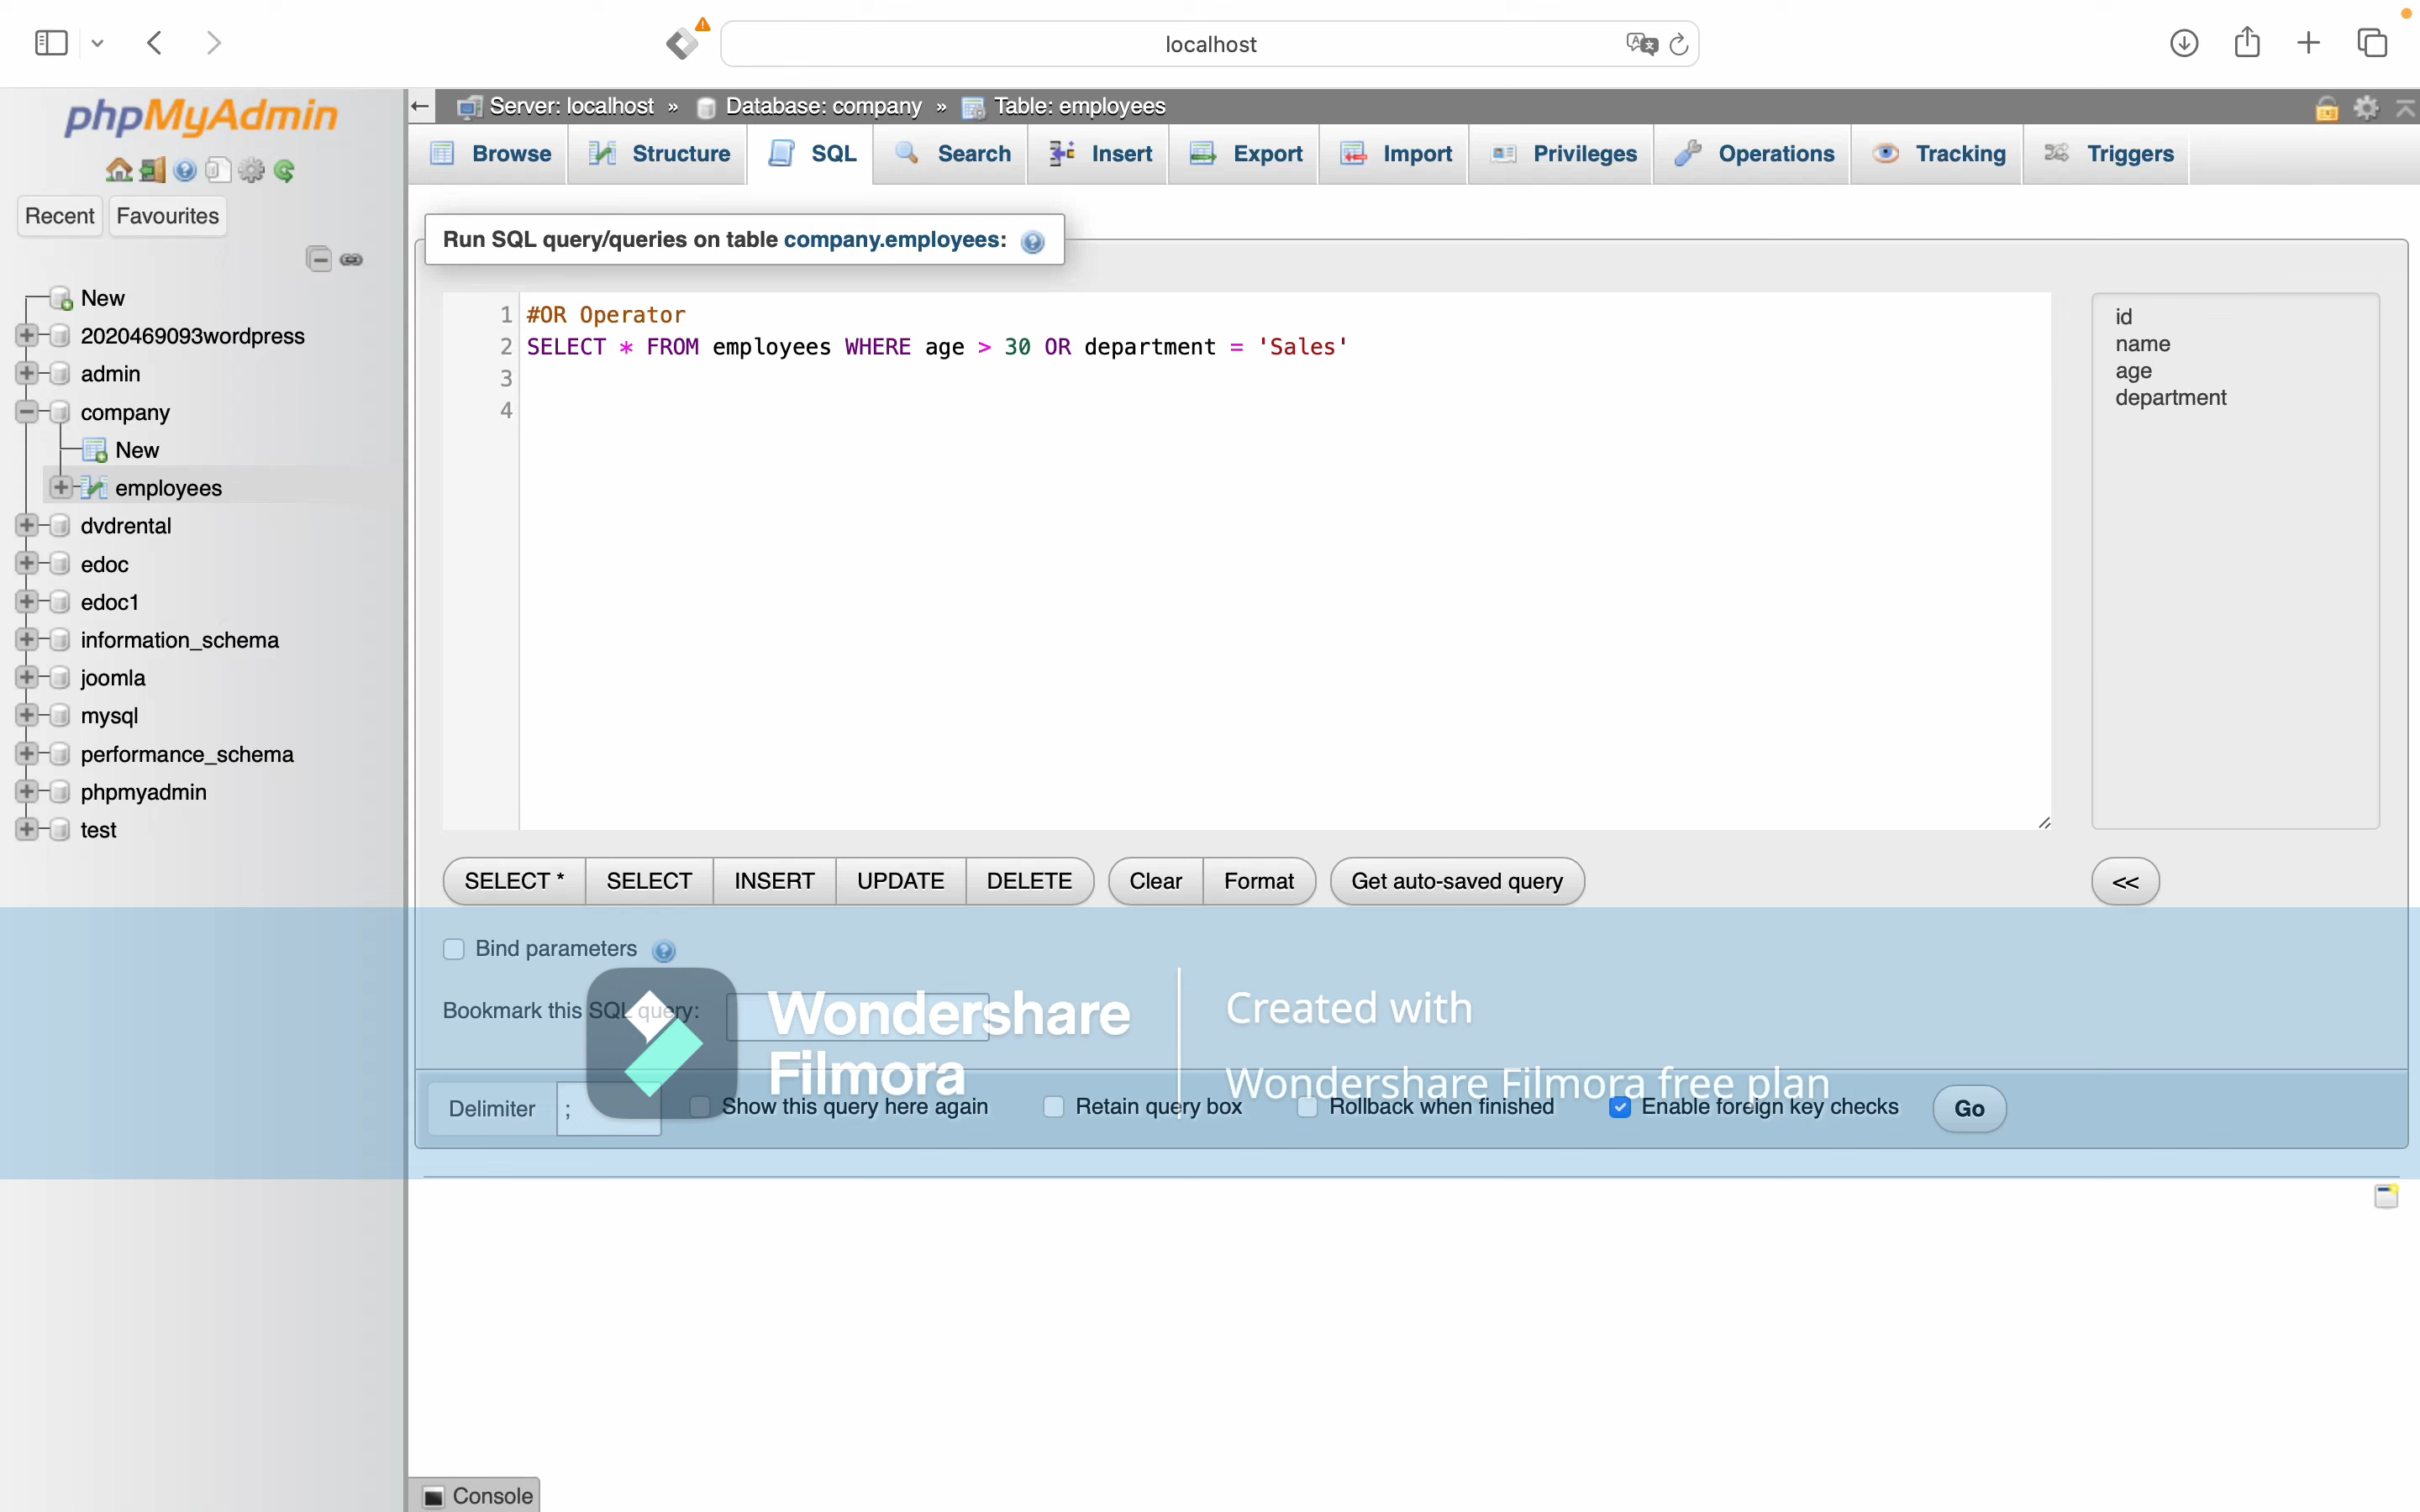 localhost
phpMyAdmin
Recent Favourites
New
2020469093wordpress
admin
company
New
employees
dvdrental
edoc
edoc1
information_schema
joomla
mysql
performance_schema
phpmyadmin
test
Server: localhost » Database: company » Table: employees
Browse Structure SQL Search Insert Export Import Privileges Operations Tracking Triggers
Run SQL query/queries on table company.employees:
1 #OR Operator
2 SELECT * FROM employees WHERE age > 30 OR department = 'Sales'
3
4
id
name
age
department
SELECT * SELECT INSERT UPDATE DELETE Clear Format Get auto-saved query <<
Bind parameters
Bookmark this SQL query:
Wondershare
Filmora
Created with
Wondershare Filmora free plan
Delimiter ; Show this query here again Retain query box Rollback when finished Enable foreign key checks Go
Console